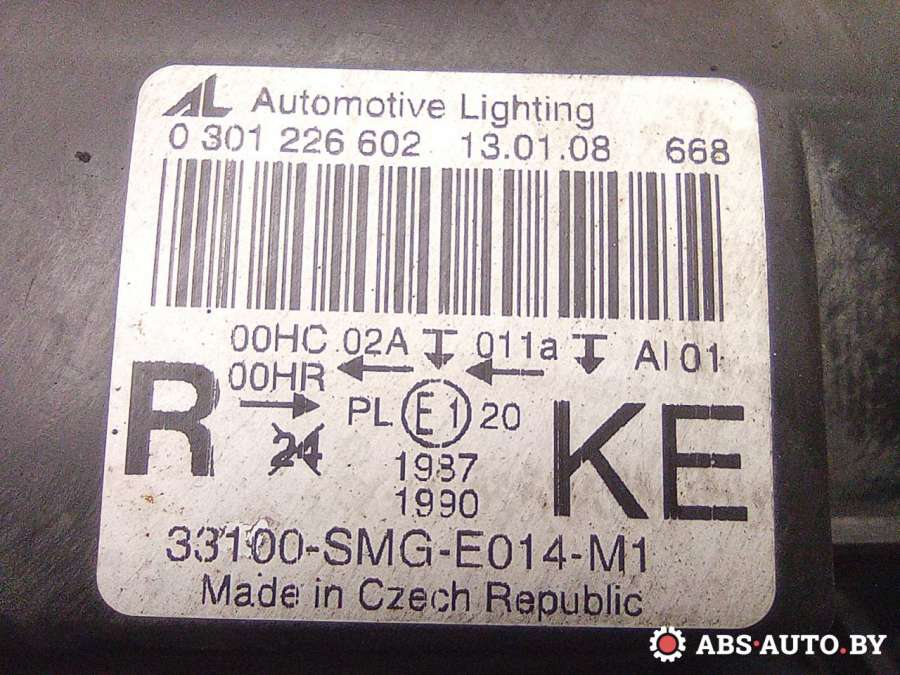 AL Automotive Lighting
0 301 226 602 13.01.08 668
00HC 02A 011a AI 01
00HR
R PL E1 20 KE
24
1987
1990
33100-SMG-E014-M1
Made in Czech Republic
ABS-AUTO.BY